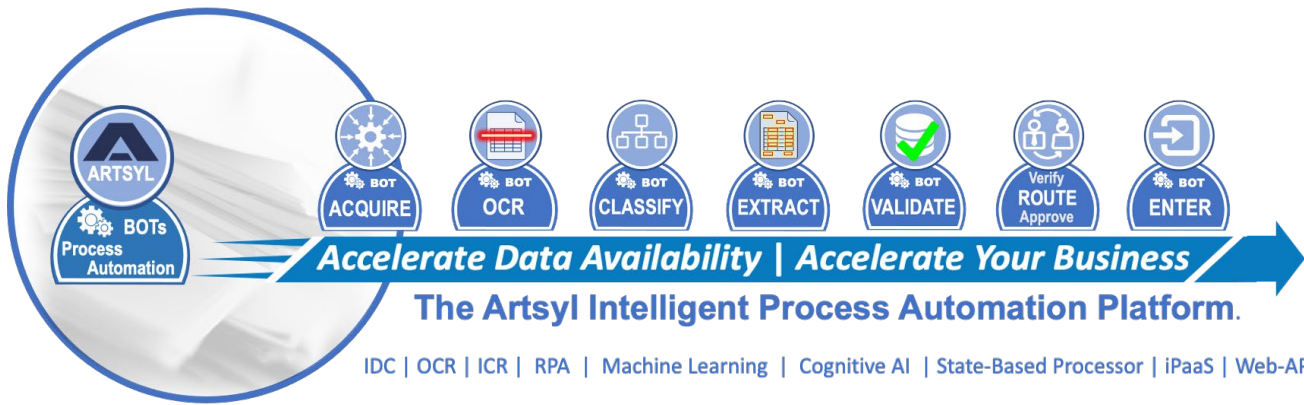 ARTSYL
BOTs
Process
Automation
BOT
ACQUIRE
BOT
OCR
BOT
CLASSIFY
BOT
EXTRACT
BOT
VALIDATE
Verify
ROUTE
Approve
BOT
ENTER
Accelerate Data Availability | Accelerate Your Business
The Artsyl Intelligent Process Automation Platform.
IDC | OCR | ICR | RPA | Machine Learning | Cognitive AI | State-Based Processor | iPaaS |